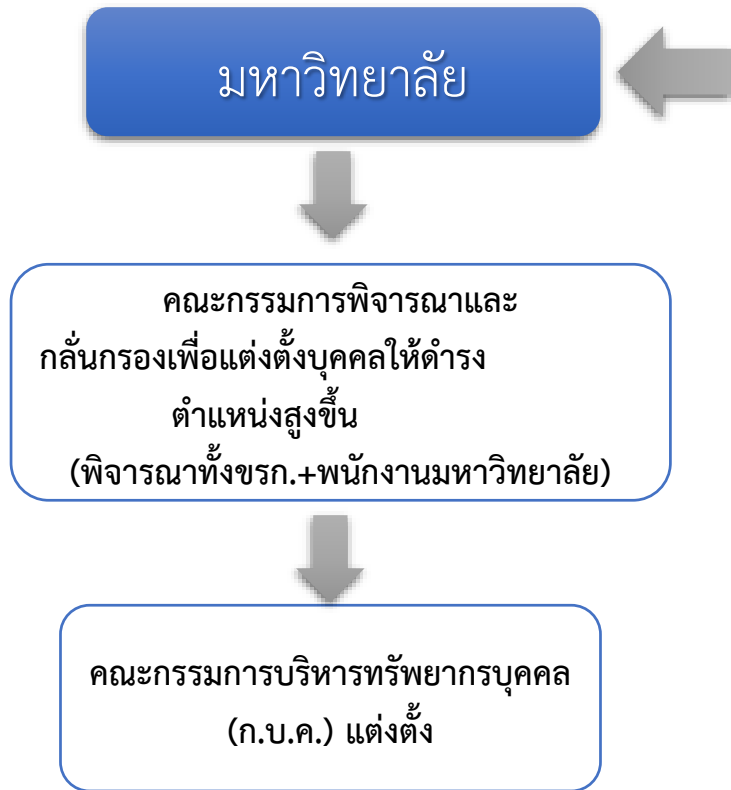 มหาวิทยาลัย
คณะกรรมการพิจารณาและ
กลั่นกรองเพื่อแต่งตั้งบุคคลให้ดำรง
ตำแหน่งสูงขึ้น
(พิจารณาทั้งขรก.+พนักงานมหาวิทยาลัย)
คณะกรรมการบริหารทรัพยากรบุคคล
(ก.บ.ค.) แต่งตั้ง